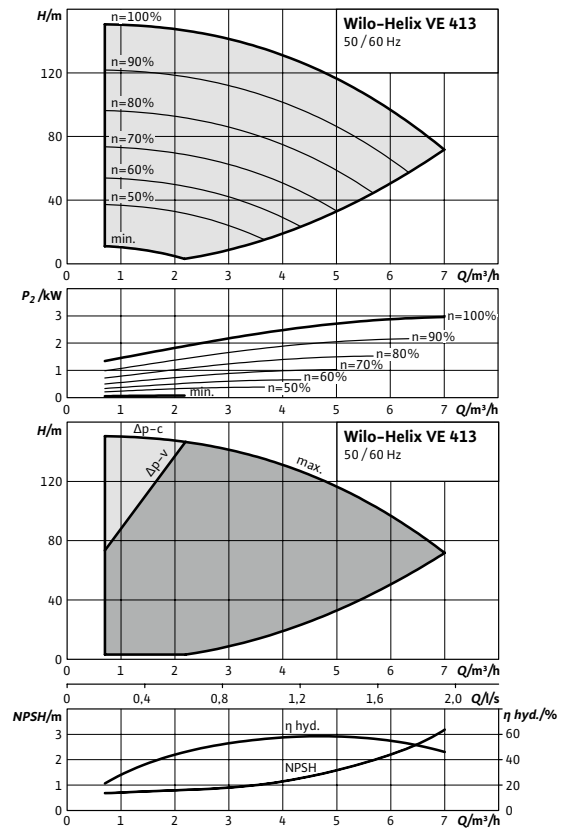 H/m
n=100%
Wilo-Helix VE 413
50 / 60 Hz
n=90%
120
n=80%
80
n=70%
n=60%
n=50%
40
min.
0
0 1 2 3 4 5 6 7 Q/m³/h
P₂ /kW
3
n=100%
n=90%
2
n=80%
n=70%
1
n=60%
n=50%
min.
0
0 1 2 3 4 5 6 7 Q/m³/h
H/m
Δp-c
Wilo-Helix VE 413
50 / 60 Hz
Δp-v
max.
120
80
40
0
0 1 2 3 4 5 6 7 Q/m³/h
0 0,4 0,8 1,2 1,6 2,0 Q/l/s
NPSH/m
η hyd./%
η hyd.
3 60
2 40
NPSH
1 20
0 0
0 1 2 3 4 5 6 7 Q/m³/h